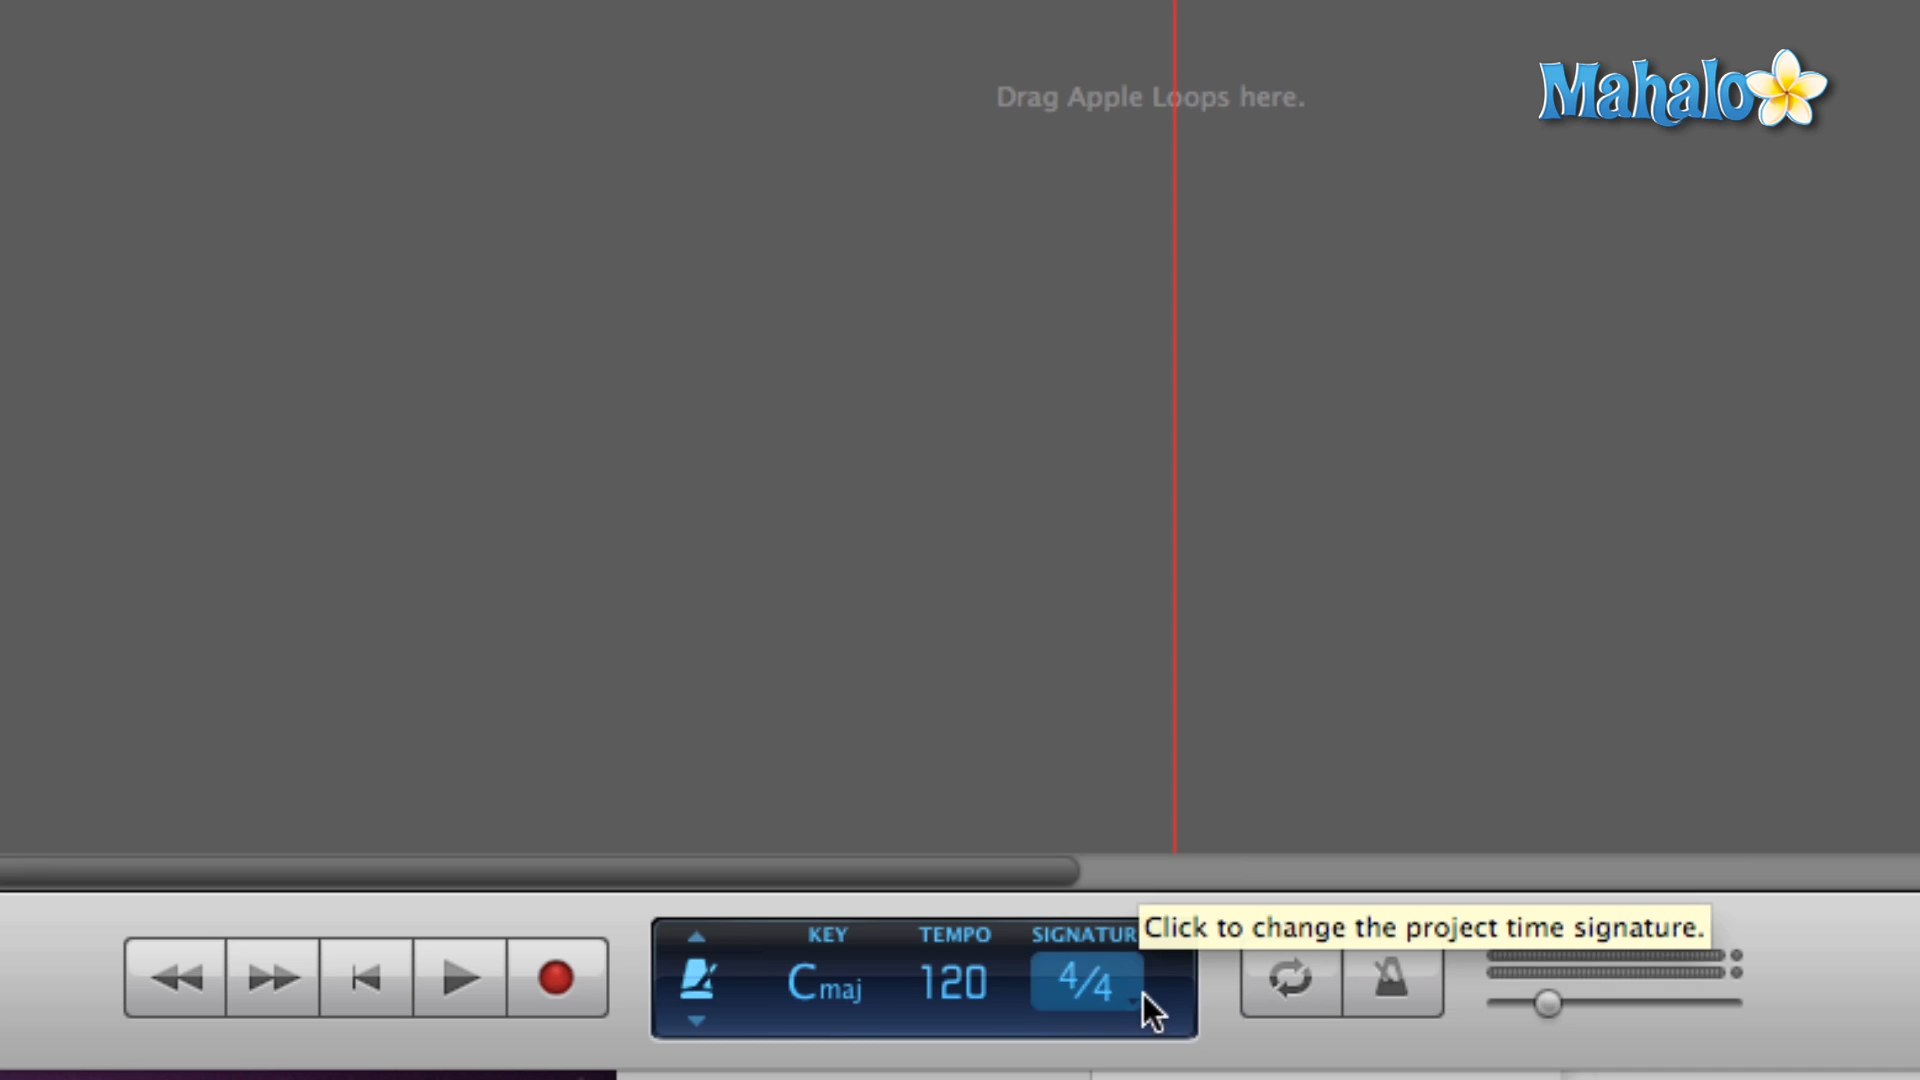 Drag Apple Loops here.
Mahalo
Click to change the project time signature.
KEY TEMPO SIGNATUR
Cmaj 120 4/4